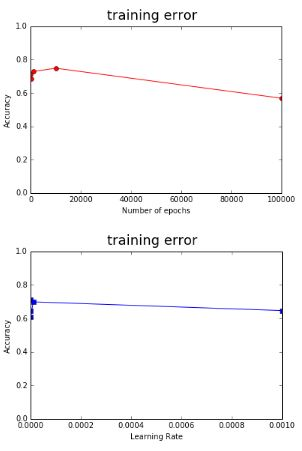 training error
1.0
0.8
0.6
0.4
0.2
0.0
Accuracy
0 20000 40000 60000 80000 100000
Number of epochs
training error
1.0
0.8
0.6
0.4
0.2
0.0
Accuracy
0.0000 0.0002 0.0004 0.0006 0.0008 0.0010
Learning Rate